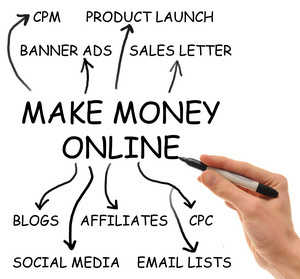 CPM PRODUCT LAUNCH
BANNER ADS SALES LETTER
MAKE MONEY
ONLINE
BLOGS AFFILIATES CPC
SOCIAL MEDIA EMAIL LISTS